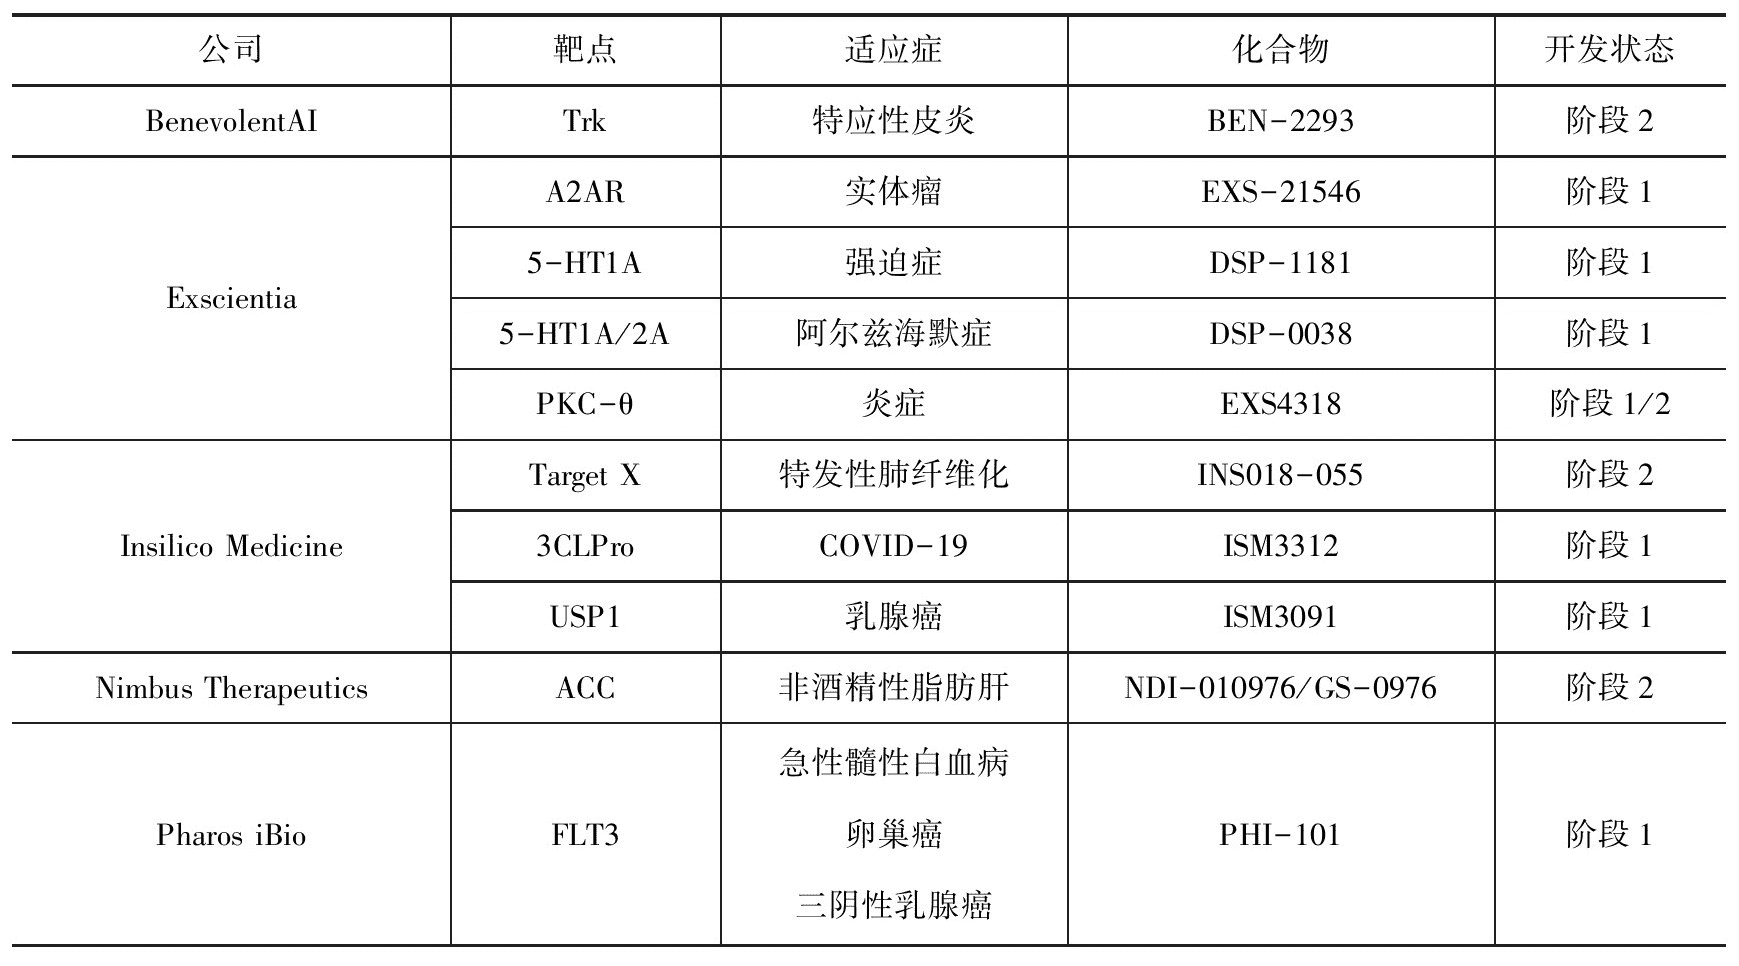 公司 靶点 适应症 化合物 开发状态
BenevolentAI Trk 特应性皮炎 BEN-2293 阶段 2
Exscientia A2AR 实体瘤 EXS-21546 阶段 1
5-HT1A 强迫症 DSP-1181 阶段 1
5-HT1A/2A 阿尔兹海默症 DSP-0038 阶段 1
PKC-θ 炎症 EXS4318 阶段 1/2
Insilico Medicine Target X 特发性肺纤维化 INS018-055 阶段 2
3CLPro COVID-19 ISM3312 阶段 1
USP1 乳腺癌 ISM3091 阶段 1
Nimbus Therapeutics ACC 非酒精性脂肪肝 NDI-010976/GS-0976 阶段 2
Pharos iBio FLT3 急性髓性白血病 PHI-101 阶段 1
卵巢癌
三阴性乳腺癌